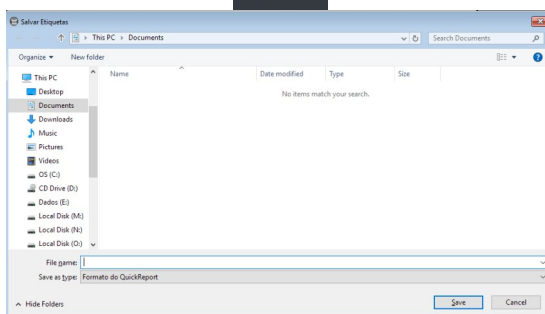 Salvar Etiquetas
This PC > Documents
Search Documents
Organize
New folder
Name
Date modified
Type
Size
No items match your search.
This PC
Desktop
Documents
Downloads
Music
Pictures
Videos
OS (C:)
CD Drive (D:)
Dados (E:)
Local Disk (M:)
Local Disk (N:)
Local Disk (O:)
File name:
Save as type: Formato do QuickReport
Hide Folders
Save
Cancel